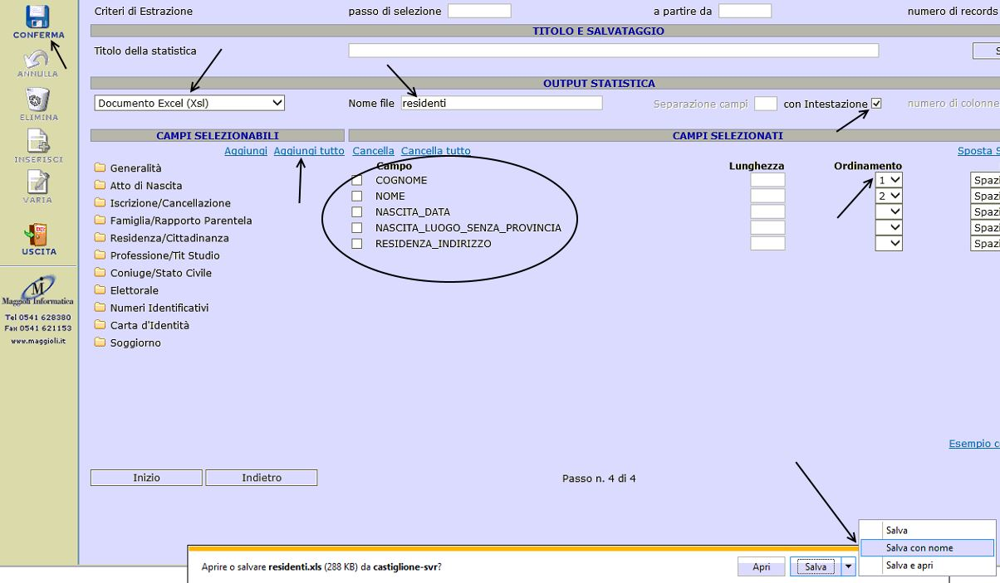 CONFERMA
ANNULLA
ELIMINA
INSERISCI
VARIA
USCITA
Maggioli Informatica
Tel 0541 628380
Fax 0541 621153
www.maggioli.it
Criteri di Estrazione passo di selezione a partire da numero di records
TITOLO E SALVATAGGIO
Titolo della statistica S
OUTPUT STATISTICA
Documento Excel (Xsl) Nome file residenti Separazione campi con Intestazione numero di colonne
CAMPI SELEZIONABILI CAMPI SELEZIONATI
Aggiungi Aggiungi tutto Cancella Cancella tutto Sposta S
Campo Lunghezza Ordinamento
Generalità
Atto di Nascita
Iscrizione/Cancellazione
Famiglia/Rapporto Parentela
Residenza/Cittadinanza
Professione/Tit Studio
Coniuge/Stato Civile
Elettorale
Numeri Identificativi
Carta d'Identità
Soggiorno
COGNOME 1 Spazi
NOME 2 Spazi
NASCITA_DATA Spazi
NASCITA_LUOGO_SENZA_PROVINCIA Spazi
RESIDENZA_INDIRIZZO Spazi
Esempio c
Inizio Indietro Passo n. 4 di 4
Salva
Salva con nome
Salva e apri
Aprire o salvare residenti.xls (288 KB) da castiglione-svr? Apri Salva